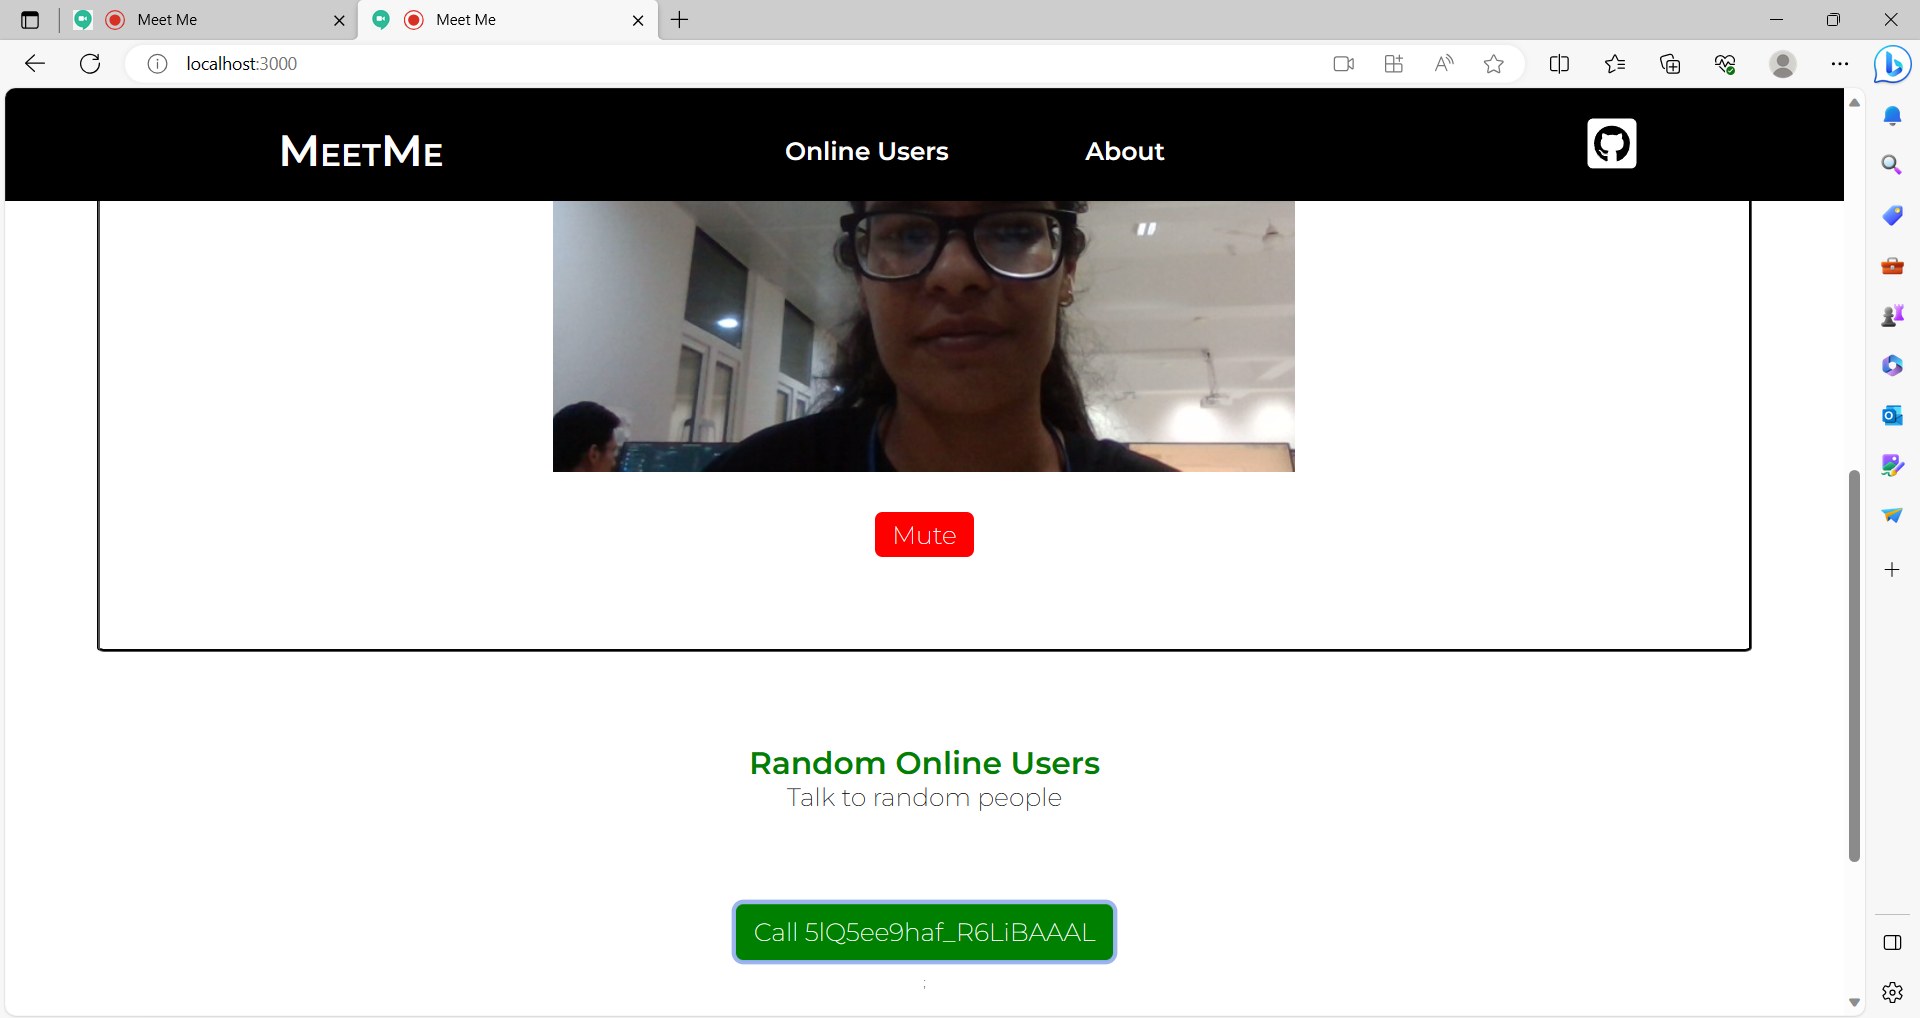 Meet Me
Meet Me
localhost:3000
MEETME
Online Users
About
Mute
Random Online Users
Talk to random people
Call 5lQ5ee9haf_R6LiBAAAL
;